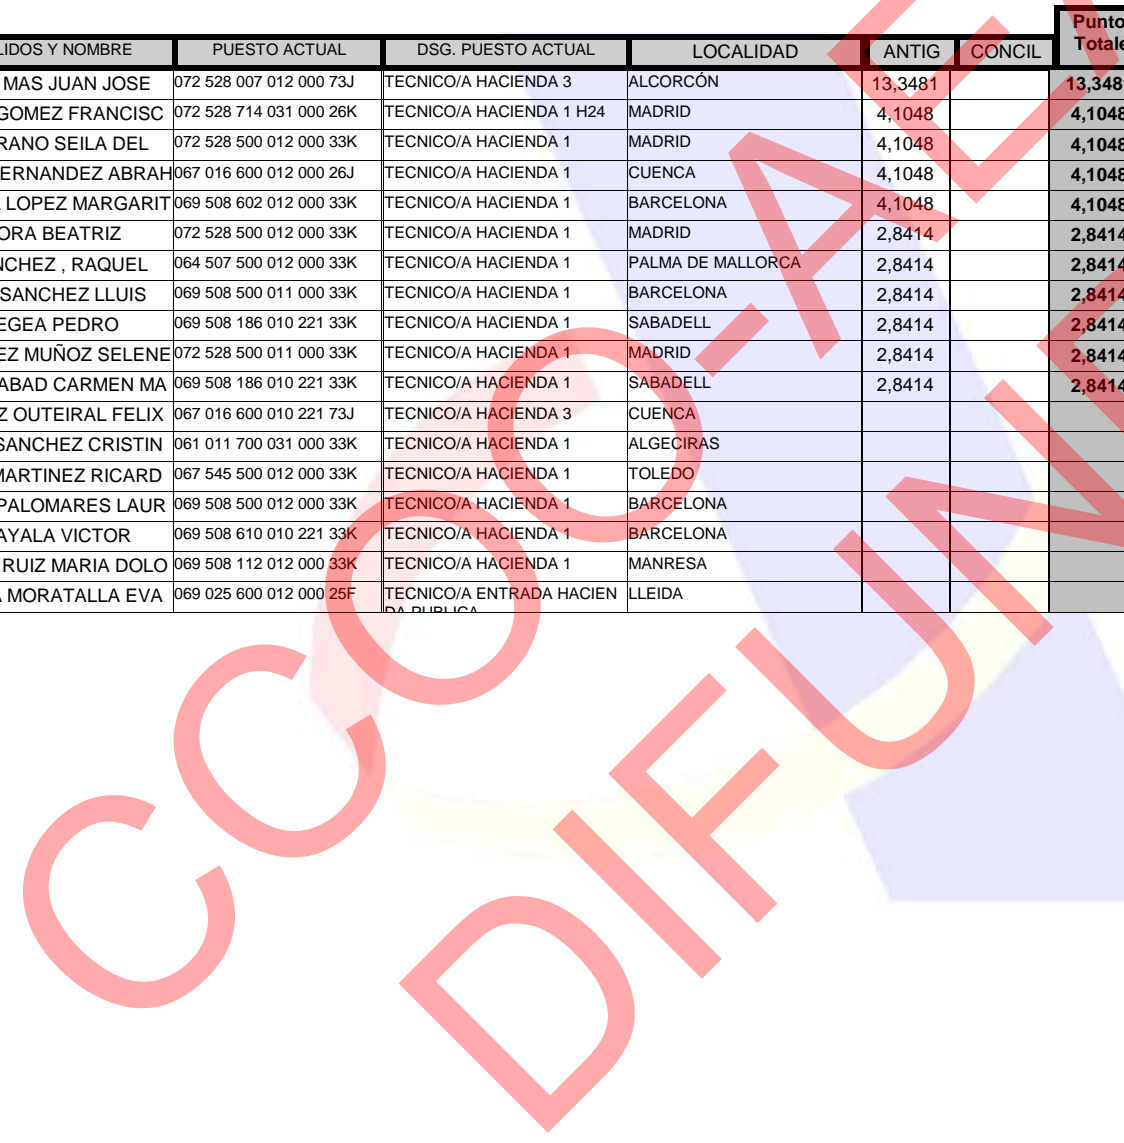 LIDOS Y NOMBRE PUESTO ACTUAL DSG. PUESTO ACTUAL LOCALIDAD ANTIG CONCIL Punto
Totale
MAS JUAN JOSE 072 528 007 012 000 73J TECNICO/A HACIENDA 3 ALCORCÓN 13,3481 13,348
GOMEZ FRANCISC 072 528 714 031 000 26K TECNICO/A HACIENDA 1 H24 MADRID 4,1048 4,1048
RANO SEILA DEL 072 528 500 012 000 33K TECNICO/A HACIENDA 1 MADRID 4,1048 4,1048
ERNANDEZ ABRAH 067 016 600 012 000 26J TECNICO/A HACIENDA 1 CUENCA 4,1048 4,1048
LOPEZ MARGARIT 069 508 602 012 000 33K TECNICO/A HACIENDA 1 BARCELONA 4,1048 4,1048
ORA BEATRIZ 072 528 500 012 000 33K TECNICO/A HACIENDA 1 MADRID 2,8414 2,8414
NCHEZ , RAQUEL 064 507 500 012 000 33K TECNICO/A HACIENDA 1 PALMA DE MALLORCA 2,8414 2,8414
SANCHEZ LLUIS 069 508 500 011 000 33K TECNICO/A HACIENDA 1 BARCELONA 2,8414 2,8414
EGEA PEDRO 069 508 186 010 221 33K TECNICO/A HACIENDA 1 SABADELL 2,8414 2,8414
EZ MUÑOZ SELENE 072 528 500 011 000 33K TECNICO/A HACIENDA 1 MADRID 2,8414 2,8414
ABAD CARMEN MA 069 508 186 010 221 33K TECNICO/A HACIENDA 1 SABADELL 2,8414 2,8414
Z OUTEIRAL FELIX 067 016 600 010 221 73J TECNICO/A HACIENDA 3 CUENCA
SANCHEZ CRISTIN 061 011 700 031 000 33K TECNICO/A HACIENDA 1 ALGECIRAS
MARTINEZ RICARD 067 545 500 012 000 33K TECNICO/A HACIENDA 1 TOLEDO
PALOMARES LAUR 069 508 500 012 000 33K TECNICO/A HACIENDA 1 BARCELONA
AYALA VICTOR 069 508 610 010 221 33K TECNICO/A HACIENDA 1 BARCELONA
RUIZ MARIA DOLO 069 508 112 012 000 33K TECNICO/A HACIENDA 1 MANRESA
A MORATALLA EVA 069 025 600 012 000 25F TECNICO/A ENTRADA HACIEN LLEIDA
DA PUBLICA
CCOO-AE
DIFUN